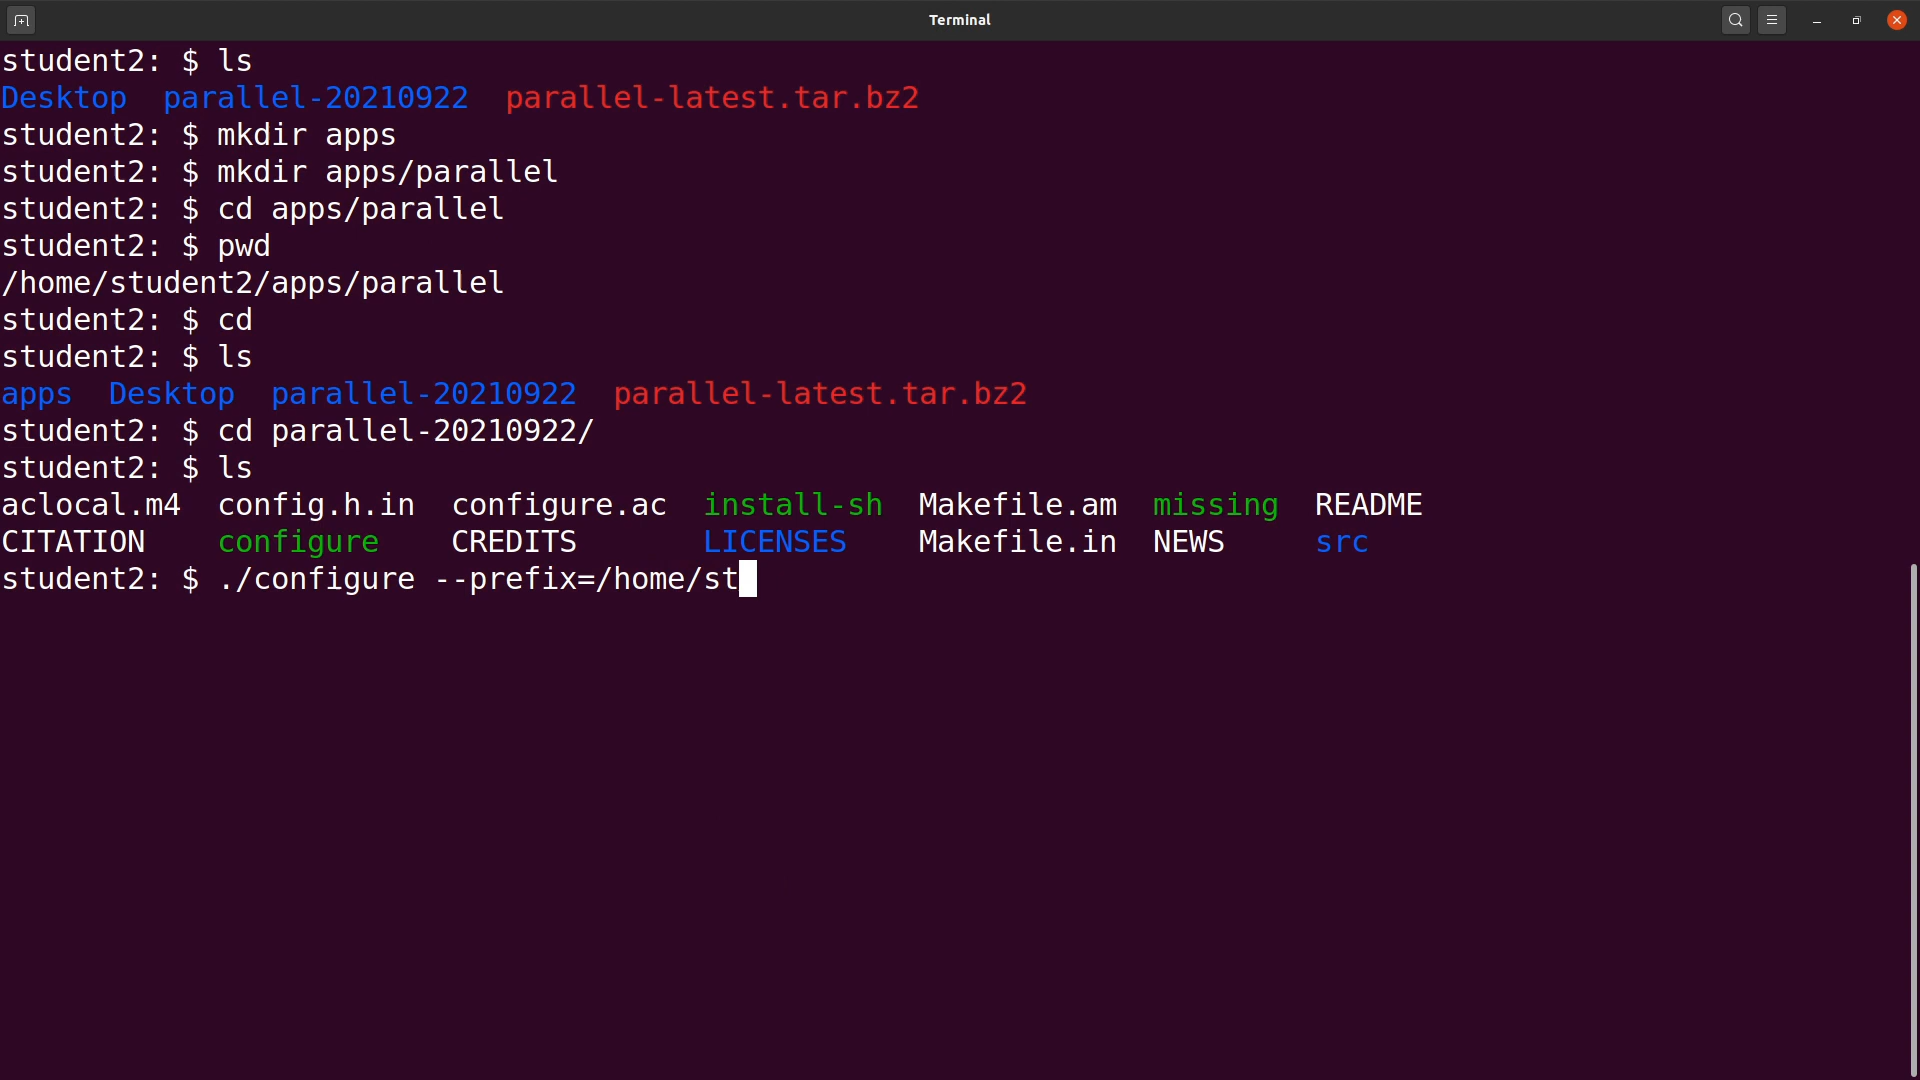 Terminal
student2: $ ls
Desktop  parallel-20210922  parallel-latest.tar.bz2
student2: $ mkdir apps
student2: $ mkdir apps/parallel
student2: $ cd apps/parallel
student2: $ pwd
/home/student2/apps/parallel
student2: $ cd
student2: $ ls
apps  Desktop  parallel-20210922  parallel-latest.tar.bz2
student2: $ cd parallel-20210922/
student2: $ ls
aclocal.m4  config.h.in  configure.ac  install-sh  Makefile.am  missing  README
CITATION    configure    CREDITS       LICENSES    Makefile.in  NEWS     src
student2: $ ./configure --prefix=/home/st